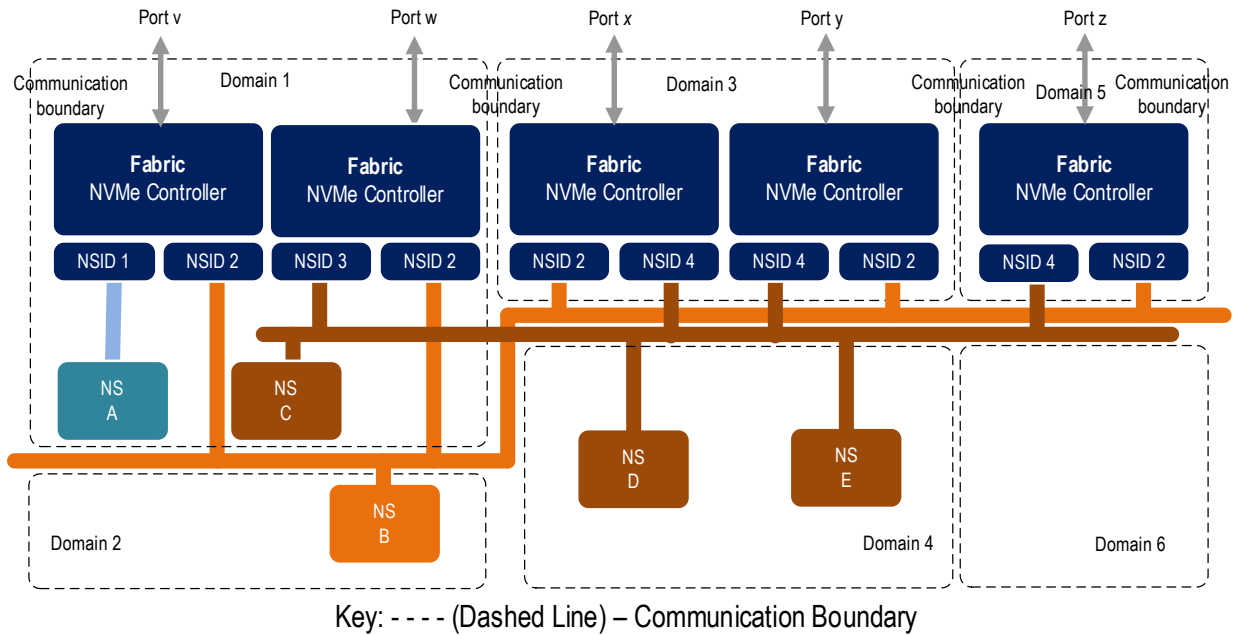 Port v
Port w
Port x
Port y
Port z
Communication
boundary
Domain 1
Communication
boundary
Domain 3
Communication
boundary
Domain 5
Communication
boundary
Fabric
NVMe Controller
Fabric
NVMe Controller
Fabric
NVMe Controller
Fabric
NVMe Controller
Fabric
NVMe Controller
NSID 1
NSID 2
NSID 3
NSID 2
NSID 2
NSID 4
NSID 4
NSID 2
NSID 4
NSID 2
NS
A
NS
C
NS
D
NS
E
NS
B
Domain 2
Domain 4
Domain 6
Key: - - - - (Dashed Line) – Communication Boundary